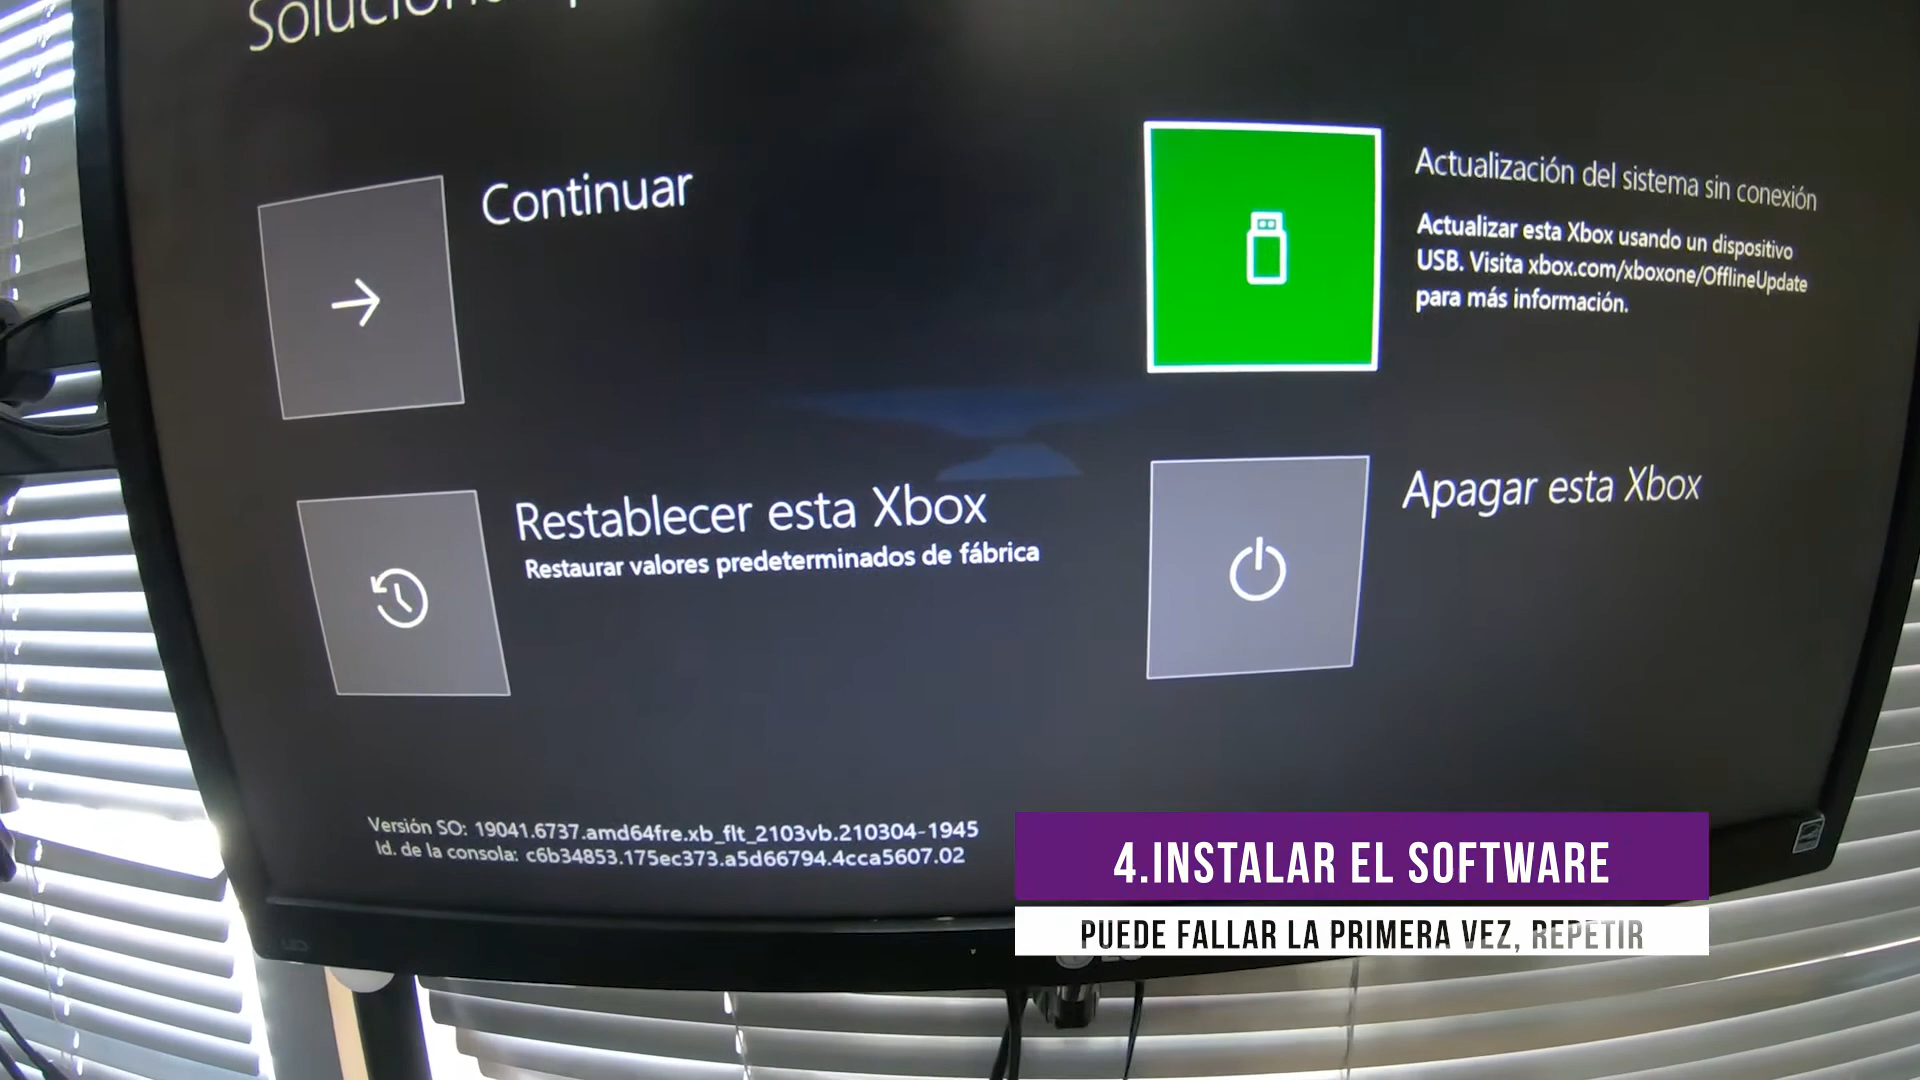 Continuar
Actualización del sistema sin conexión
Actualizar esta Xbox usando un dispositivo
USB. Visita xbox.com/xboxone/OfflineUpdate
para más información.
Restablecer esta Xbox
Restaurar valores predeterminados de fábrica
Apagar esta Xbox
Versión SO: 19041.6737.amd64fre.xb_flt_2103vb.210304-1945
Id. de la consola: c6b34853.175ec373.a5d66794.4cca5607.02
4.INSTALAR EL SOFTWARE
PUEDE FALLAR LA PRIMERA VEZ, REPETIR